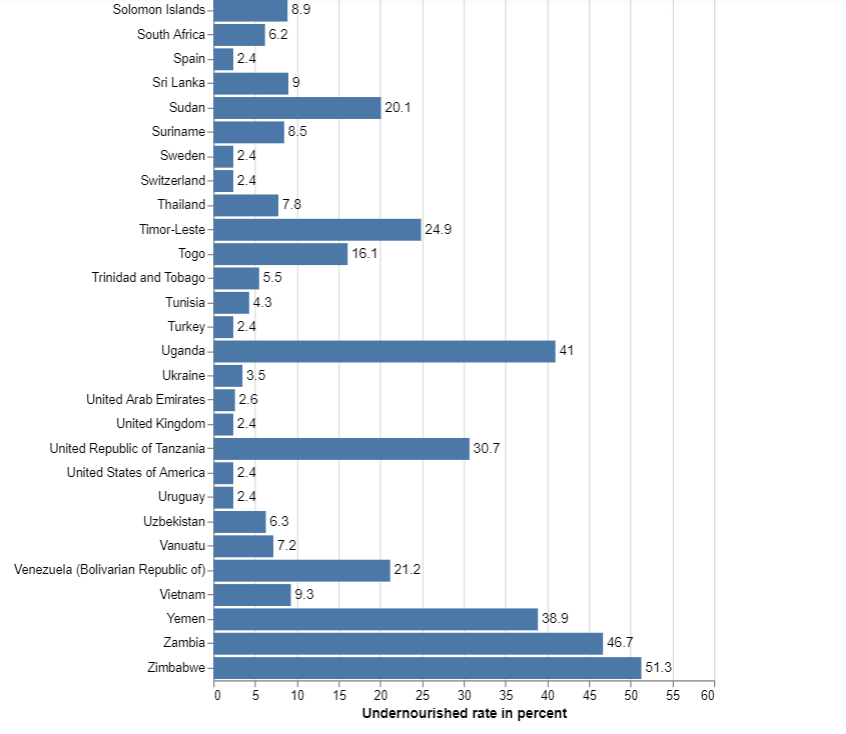 Solomon Islands 8.9
South Africa 6.2
Spain 2.4
Sri Lanka 9
Sudan 20.1
Suriname 8.5
Sweden 2.4
Switzerland 2.4
Thailand 7.8
Timor-Leste 24.9
Togo 16.1
Trinidad and Tobago 5.5
Tunisia 4.3
Turkey 2.4
Uganda 41
Ukraine 3.5
United Arab Emirates 2.6
United Kingdom 2.4
United Republic of Tanzania 30.7
United States of America 2.4
Uruguay 2.4
Uzbekistan 6.3
Vanuatu 7.2
Venezuela (Bolivarian Republic of) 21.2
Vietnam 9.3
Yemen 38.9
Zambia 46.7
Zimbabwe 51.3
0 5 10 15 20 25 30 35 40 45 50 55 60
Undernourished rate in percent